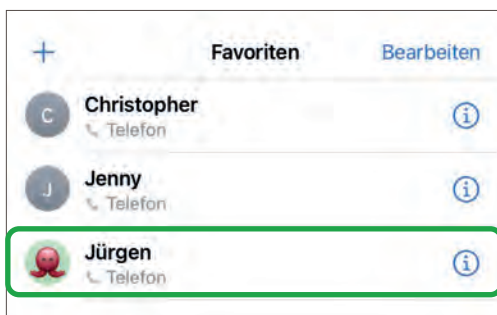 + Favoriten Bearbeiten
C Christopher
Telefon
J Jenny
Telefon
Jürgen
Telefon